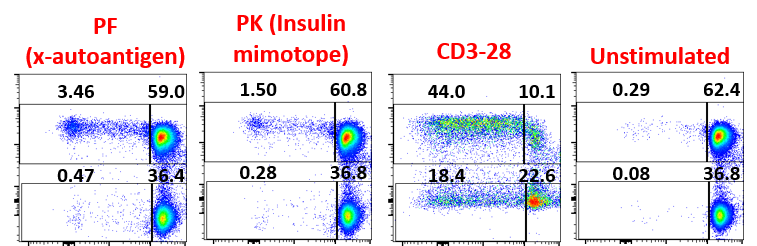 PF
(x-autoantigen)
PK (Insulin
mimotope)
CD3-28
Unstimulated
3.46 59.0
1.50 60.8
44.0 10.1
0.29 62.4
0.47 36.4
0.28 36.8
18.4 22.6
0.08 36.8